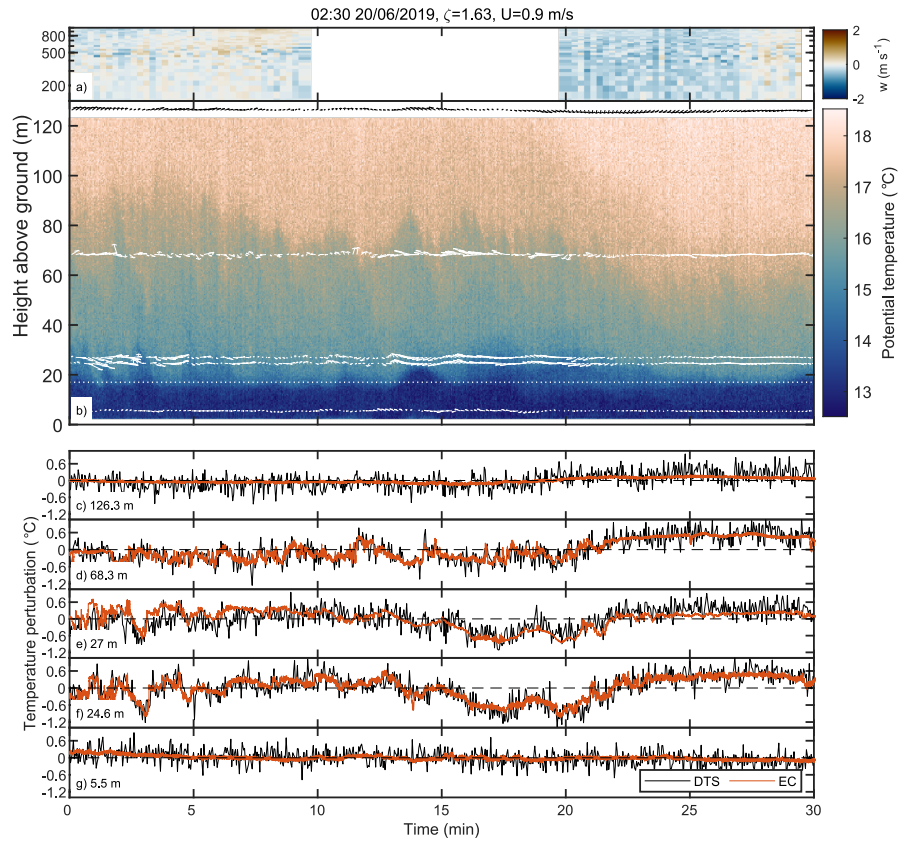 02:30 20/06/2019, ζ=1.63, U=0.9 m/s
800
500
200
a)
2
0
-2
w (m s⁻¹)
120
100
80
60
40
20
0
Height above ground (m)
b)
18
17
16
15
14
13
Potential temperature (°C)
0.6
0
-0.6
-1.2
c) 126.3 m
0.6
0
-0.6
-1.2
d) 68.3 m
0.6
0
-0.6
-1.2
e) 27 m
0.6
0
-0.6
-1.2
f) 24.6 m
0.6
0
-0.6
-1.2
g) 5.5 m
Temperature perturbation (°C)
DTS EC
0 5 10 15 20 25 30
Time (min)